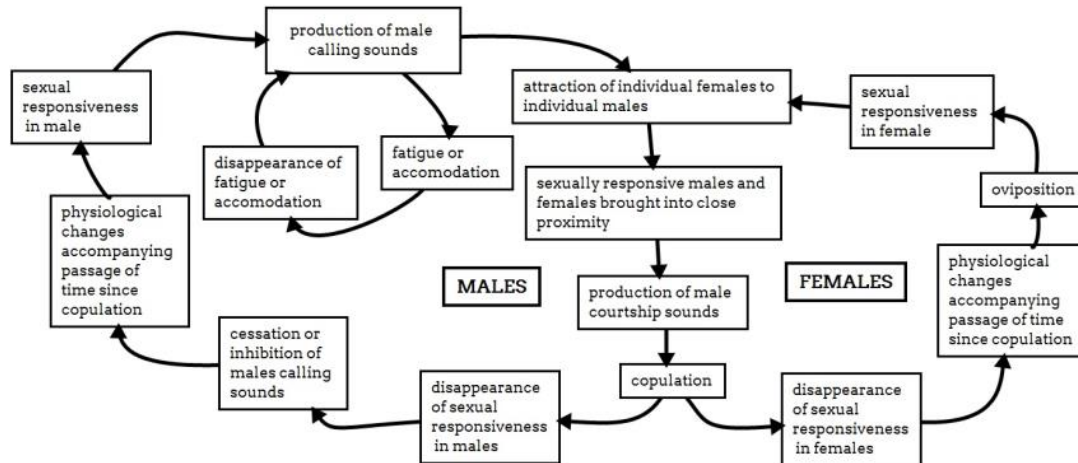 production of male
calling sounds
sexual
responsiveness
in male
attraction of individual females to
individual males
sexual
responsiveness
in female
disappearance of
fatigue or
accomodation
fatigue or
accomodation
sexually responsive males and
females brought into close
proximity
oviposition
physiological
changes
accompanying
passage of
time since
copulation
MALES
FEMALES
physiological
changes
accompanying
passage of time
since copulation
production of male
courtship sounds
cessation or
inhibition of
males calling
sounds
copulation
disappearance
of sexual
responsiveness
in males
disappearance
of sexual
responsiveness
in females